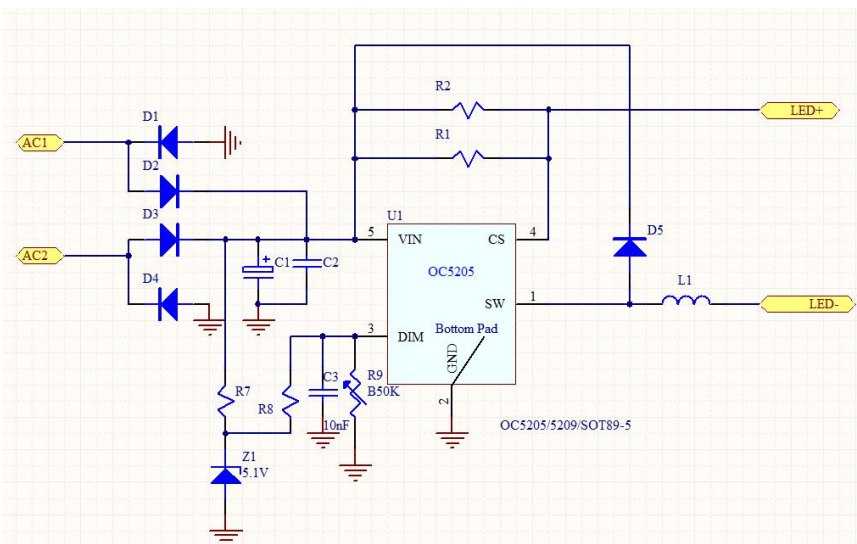 R2
LED+
D1
R1
AC1
D2
D3
U1
5
VIN
CS
4
D5
AC2
+
C1
C2
OC5205
D4
SW
1
L1
LED-
3
DIM
Bottom Pad
GND
2
R7
R8
C3
10nF
R9
B50K
OC5205/5209/SOT89-5
Z1
5.1V